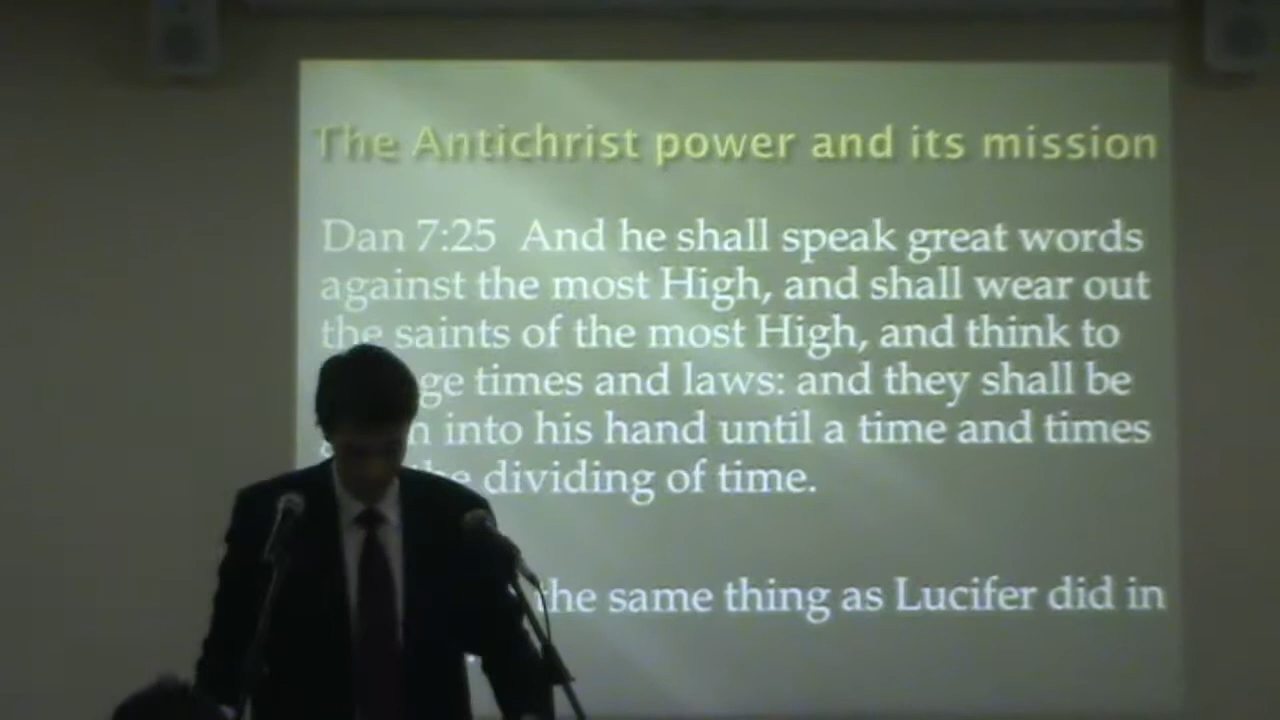 The Antichrist power and its mission
Dan 7:25 And he shall speak great words
against the most High, and shall wear out
the saints of the most High, and think to
ge times and laws: and they shall be
n into his hand until a time and times
e dividing of time.
the same thing as Lucifer did in